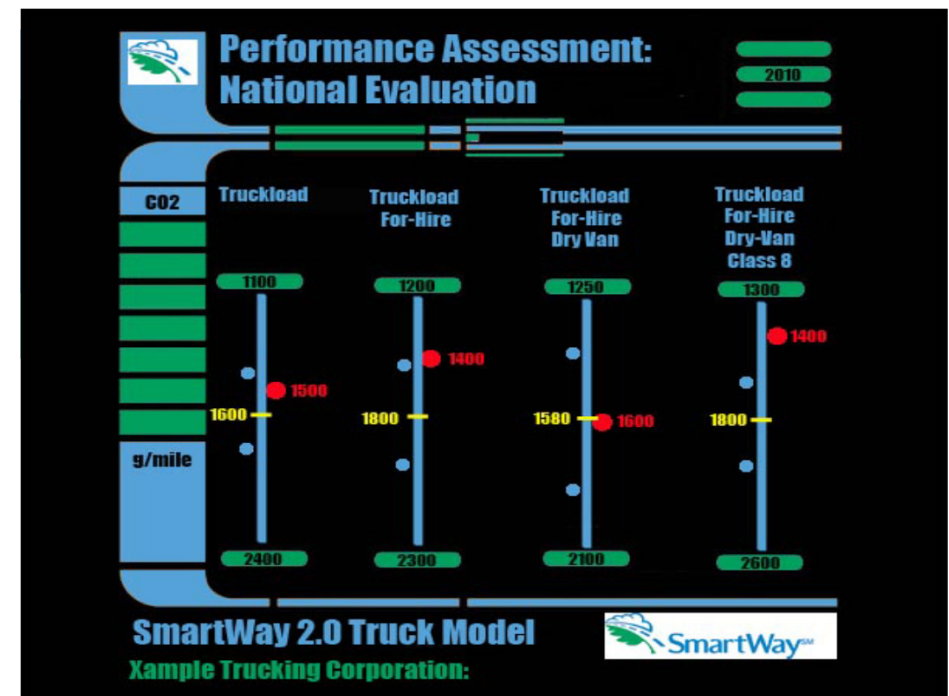 Performance Assessment:
National Evaluation
2010
CO2
Truckload
Truckload
For-Hire
Truckload
For-Hire
Dry Van
Truckload
For-Hire
Dry-Van
Class 8
1100
1200
1250
1300
1500
1400
1600
1400
1600
1800
1580
1800
g/mile
2400
2300
2100
2600
SmartWay 2.0 Truck Model
SmartWay SM
Xample Trucking Corporation: